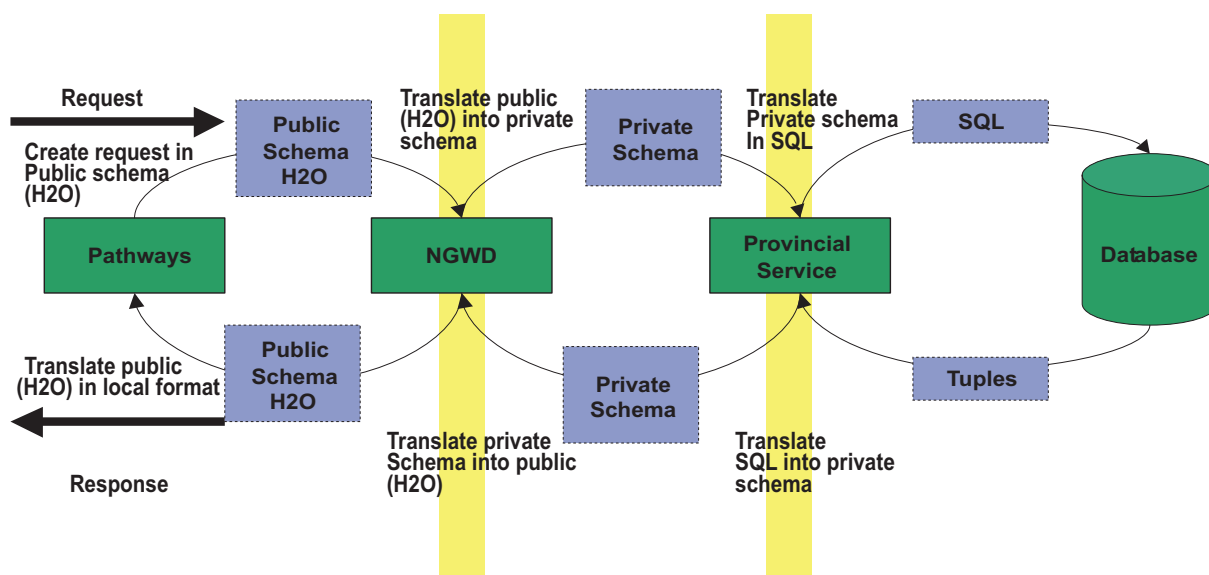 Request
Create request in
Public schema
(H2O)
Public
Schema
H2O
Translate public
(H2O) into private
schema
Private
Schema
Translate
Private schema
In SQL
SQL
Pathways
NGWD
Provincial
Service
Database
Translate public
(H2O) in local format
Public
Schema
H2O
Private
Schema
Tuples
Translate private
Schema into public
(H2O)
Translate
SQL into private
schema
Response